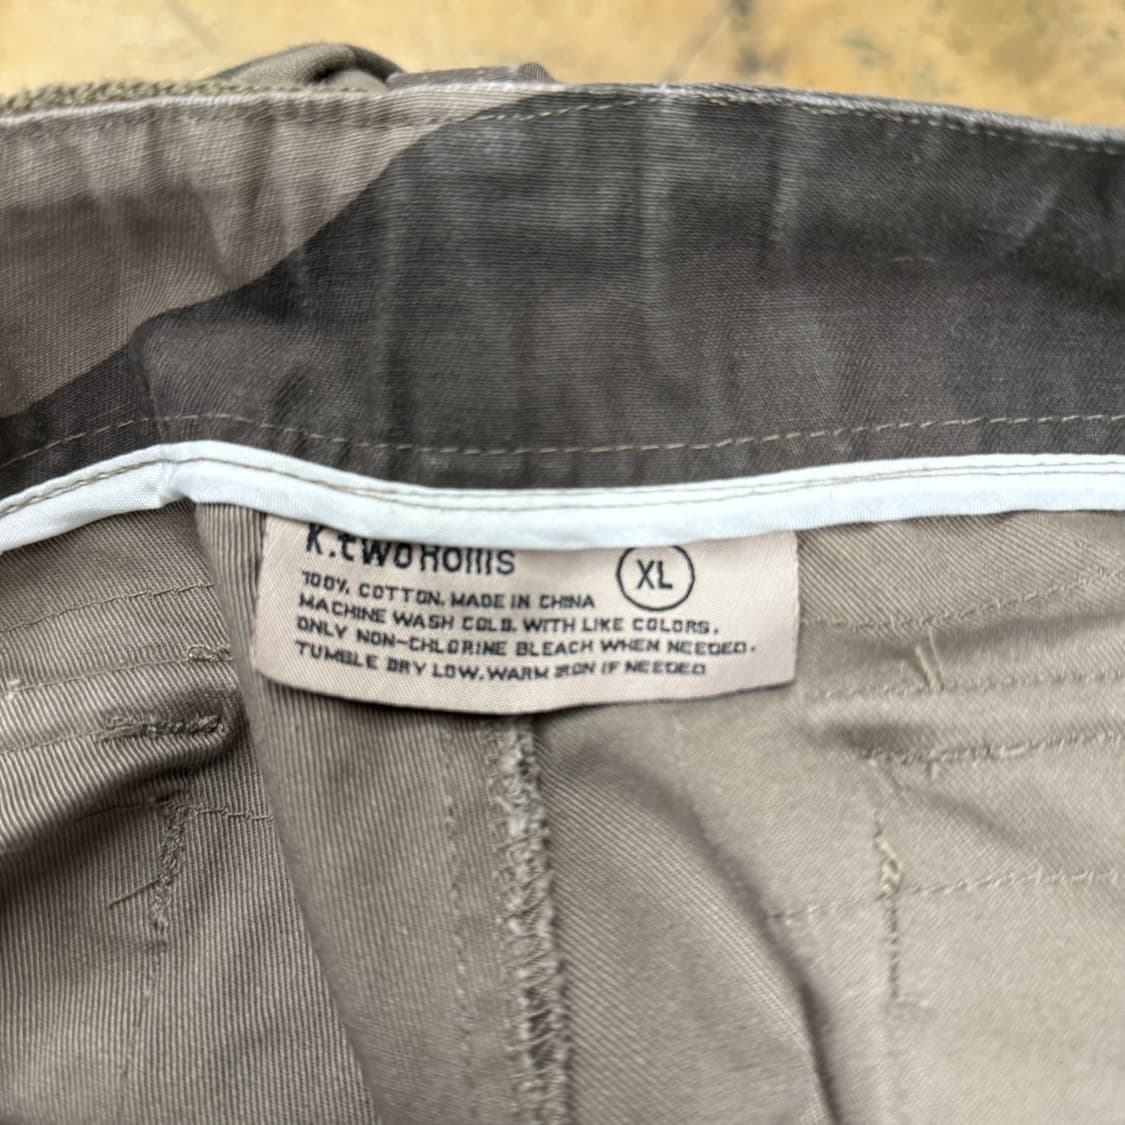 K.twoHollis XL
100% COTTON. MADE IN CHINA
MACHINE WASH COLD. WITH LIKE COLORS.
ONLY NON-CHLORINE BLEACH WHEN NEEDED.
TUMBLE DRY LOW. WARM IRON IF NEEDED